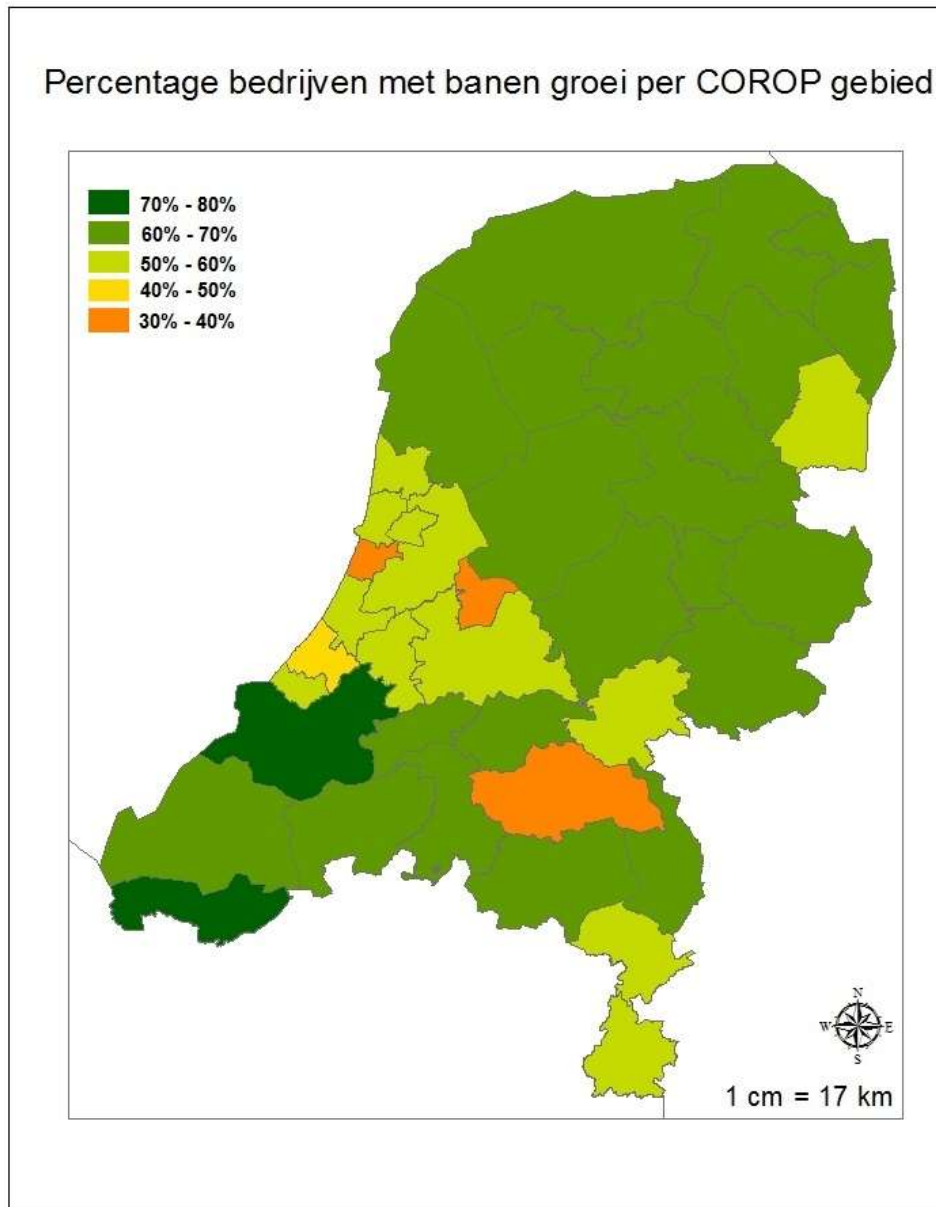 Percentage bedrijven met banen groei per COROP gebied
70% - 80%
60% - 70%
50% - 60%
40% - 50%
30% - 40%
N
W E
S
1 cm = 17 km